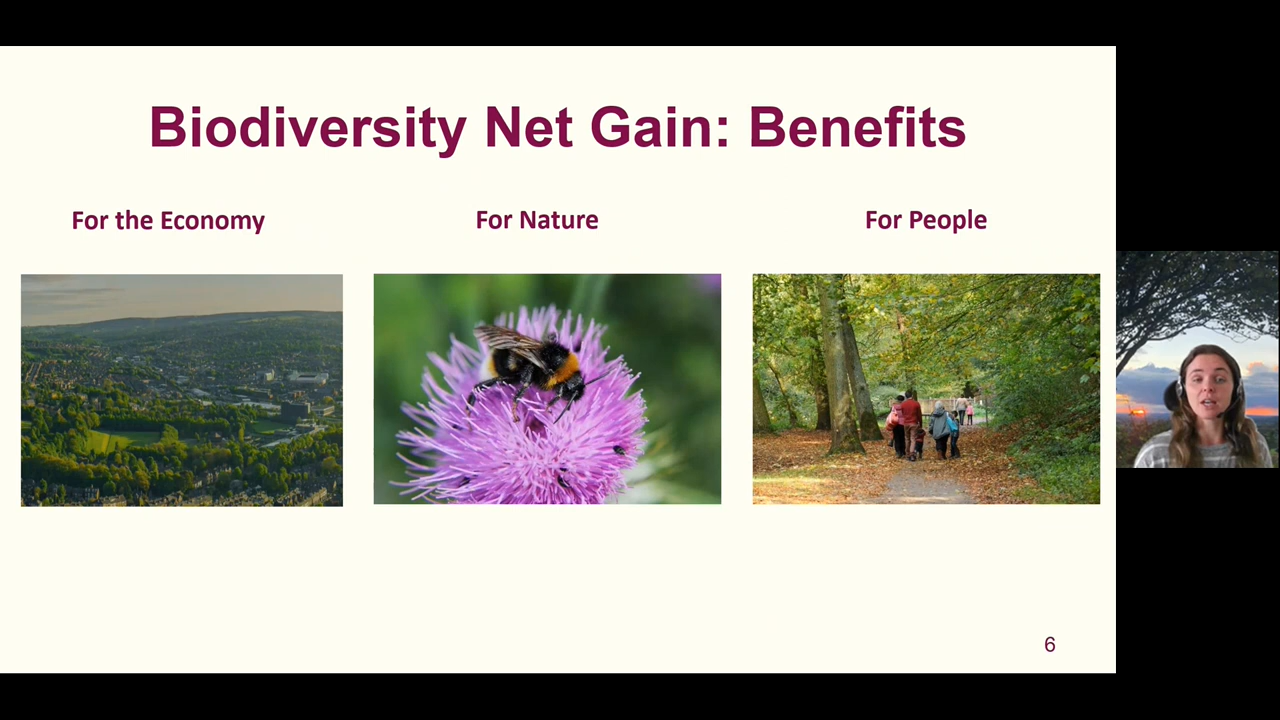 Biodiversity Net Gain: Benefits
For the Economy
For Nature
For People
6